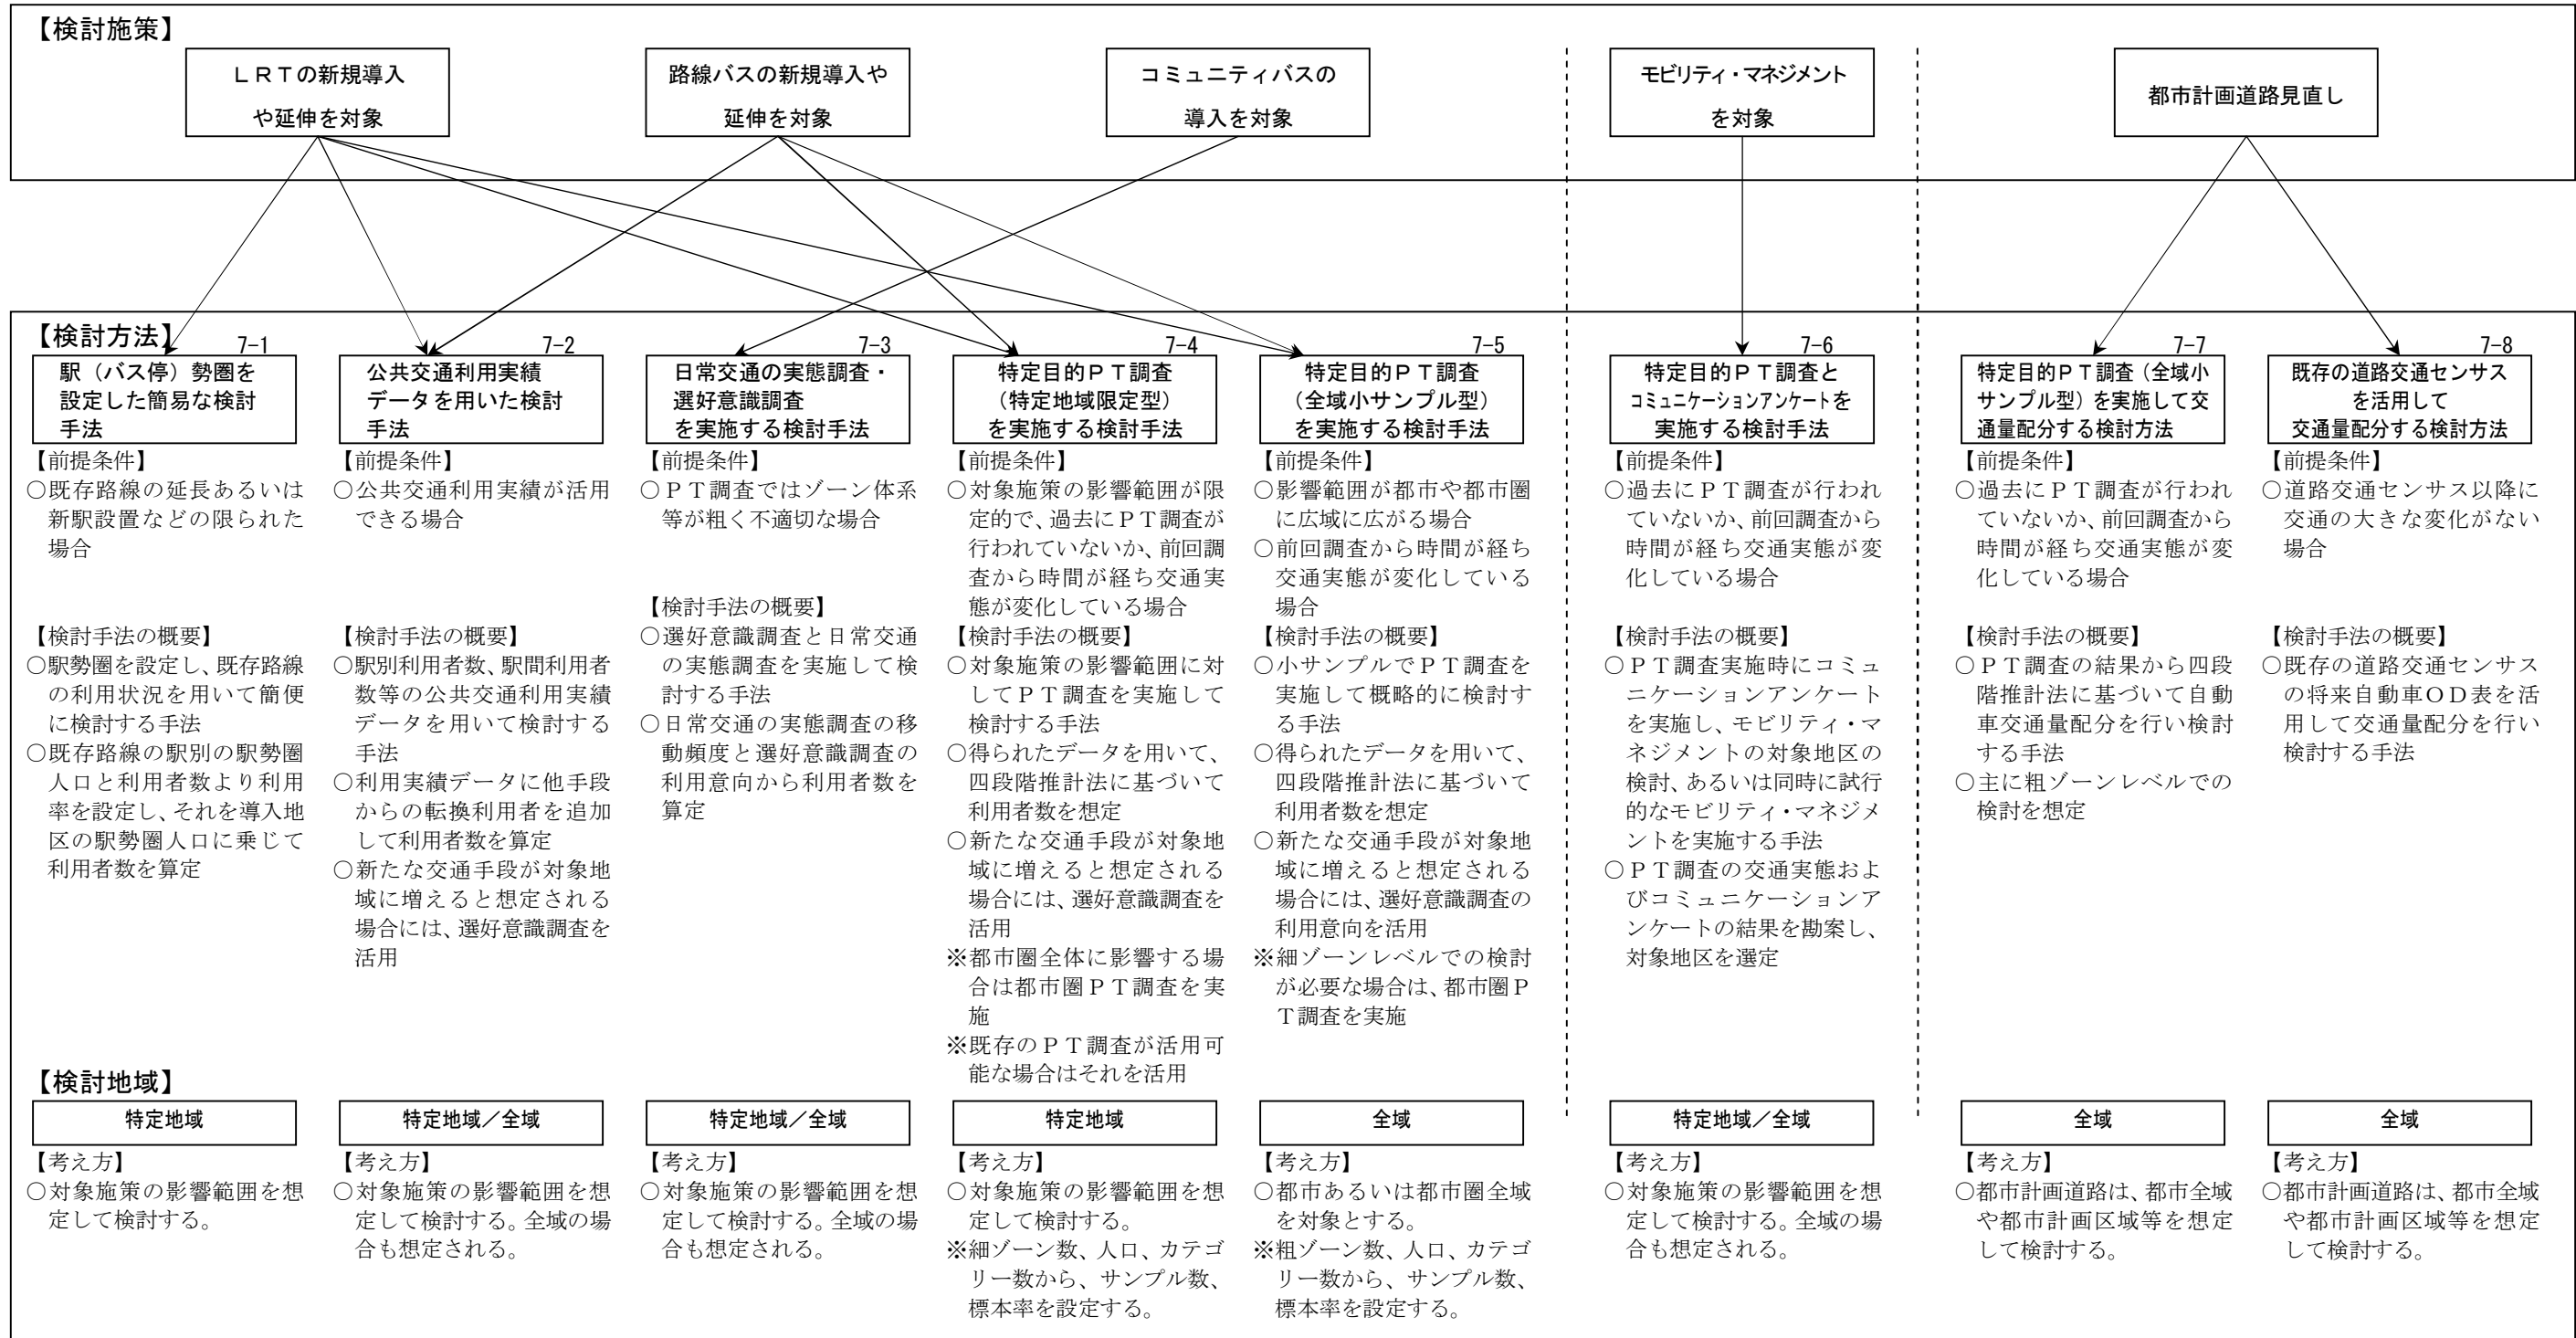 【検討施策】
ＬＲＴの新規導入
や延伸を対象
路線バスの新規導入や
延伸を対象
コミュニティバスの
導入を対象
モビリティ・マネジメント
を対象
都市計画道路見直し
【検討方法】
7-1
駅（バス停）勢圏を
設定した簡易な検討
手法
【前提条件】
○既存路線の延長あるいは
新駅設置などの限られた
場合
【検討手法の概要】
○駅勢圏を設定し、既存路線
の利用状況を用いて簡便
に検討する手法
○既存路線の駅別の駅勢圏
人口と利用者数より利用
率を設定し、それを導入地
区の駅勢圏人口に乗じて
利用者数を算定
7-2
公共交通利用実績
データを用いた検討
手法
【前提条件】
○公共交通利用実績が活用
できる場合
【検討手法の概要】
○駅別利用者数、駅間利用者
数等の公共交通利用実績
データを用いて検討する
手法
○利用実績データに他手段
からの転換利用者を追加
して利用者数を算定
○新たな交通手段が対象地
域に増えると想定される
場合には、選好意識調査を
活用
7-3
日常交通の実態調査・
選好意識調査
を実施する検討手法
【前提条件】
○ＰＴ調査ではゾーン体系
等が粗く不適切な場合
【検討手法の概要】
○選好意識調査と日常交通
の実態調査を実施して検
討する手法
○日常交通の実態調査の移
動頻度と選好意識調査の
利用意向から利用者数を
算定
7-4
特定目的ＰＴ調査
（特定地域限定型）
を実施する検討手法
【前提条件】
○対象施策の影響範囲が限
定的で、過去にＰＴ調査が
行われていないか、前回調
査から時間が経ち交通実
態が変化している場合
【検討手法の概要】
○対象施策の影響範囲に対
してＰＴ調査を実施して
検討する手法
○得られたデータを用いて、
四段階推計法に基づいて
利用者数を想定
○新たな交通手段が対象地
域に増えると想定される
場合には、選好意識調査を
活用
※都市圏全体に影響する場
合は都市圏ＰＴ調査を実
施
※既存のＰＴ調査が活用可
能な場合はそれを活用
7-5
特定目的ＰＴ調査
（全域小サンプル型）
を実施する検討手法
【前提条件】
○影響範囲が都市や都市圏
に広域に広がる場合
○前回調査から時間が経ち
交通実態が変化している
場合
【検討手法の概要】
○小サンプルでＰＴ調査を
実施して概略的に検討す
る手法
○得られたデータを用いて、
四段階推計法に基づいて
利用者数を想定
○新たな交通手段が対象地
域に増えると想定される
場合には、選好意識調査の
利用意向を活用
※細ゾーンレベルでの検討
が必要な場合は、都市圏Ｐ
Ｔ調査を実施
7-6
特定目的ＰＴ調査と
コミュニケーションアンケートを
実施する検討手法
【前提条件】
○過去にＰＴ調査が行われ
ていないか、前回調査から
時間が経ち交通実態が変
化している場合
【検討手法の概要】
○ＰＴ調査実施時にコミュ
ニケーションアンケート
を実施し、モビリティ・マ
ネジメントの対象地区の
検討、あるいは同時に試行
的なモビリティ・マネジメ
ントを実施する手法
○ＰＴ調査の交通実態およ
びコミュニケーションア
ンケートの結果を勘案し、
対象地区を選定
7-7
特定目的ＰＴ調査（全域小
サンプル型）を実施して交
通量配分する検討方法
【前提条件】
○過去にＰＴ調査が行われ
ていないか、前回調査から
時間が経ち交通実態が変
化している場合
【検討手法の概要】
○ＰＴ調査の結果から四段
階推計法に基づいて自動
車交通量配分を行い検討
する手法
○主に粗ゾーンレベルでの
検討を想定
7-8
既存の道路交通センサス
を活用して
交通量配分する検討方法
【前提条件】
○道路交通センサス以降に
交通の大きな変化がない
場合
【検討手法の概要】
○既存の道路交通センサス
の将来自動車ＯＤ表を活
用して交通量配分を行い
検討する手法
【検討地域】
特定地域
【考え方】
○対象施策の影響範囲を想
定して検討する。
特定地域／全域
【考え方】
○対象施策の影響範囲を想
定して検討する。全域の場
合も想定される。
特定地域／全域
【考え方】
○対象施策の影響範囲を想
定して検討する。全域の場
合も想定される。
特定地域
【考え方】
○対象施策の影響範囲を想
定して検討する。
※細ゾーン数、人口、カテゴ
リー数から、サンプル数、
標本率を設定する。
全域
【考え方】
○都市あるいは都市圏全域
を対象とする。
※粗ゾーン数、人口、カテゴ
リー数から、サンプル数、
標本率を設定する。
特定地域／全域
【考え方】
○対象施策の影響範囲を想
定して検討する。全域の場
合も想定される。
全域
【考え方】
○都市計画道路は、都市全域
や都市計画区域等を想定
して検討する。
全域
【考え方】
○都市計画道路は、都市全域
や都市計画区域等を想定
して検討する。